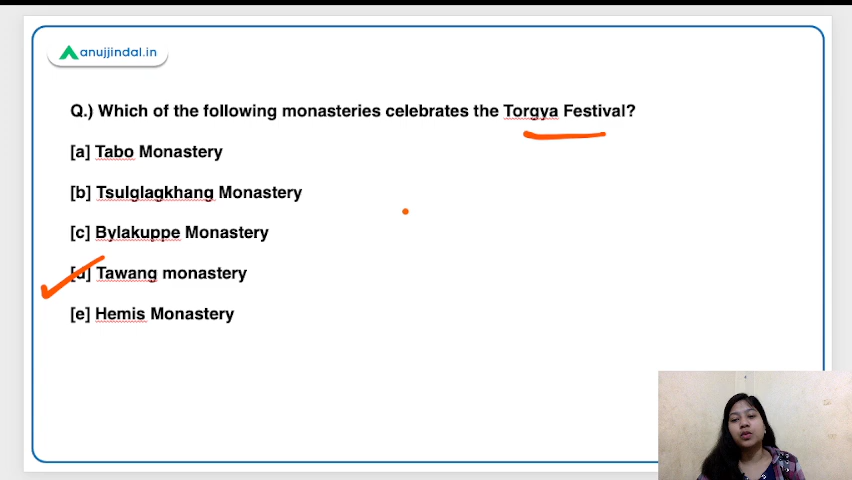 anujjindal.in
Q.) Which of the following monasteries celebrates the Torgya Festival?
[a] Tabo Monastery
[b] Tsulglagkhang Monastery
[c] Bylakuppe Monastery
[d] Tawang monastery
[e] Hemis Monastery